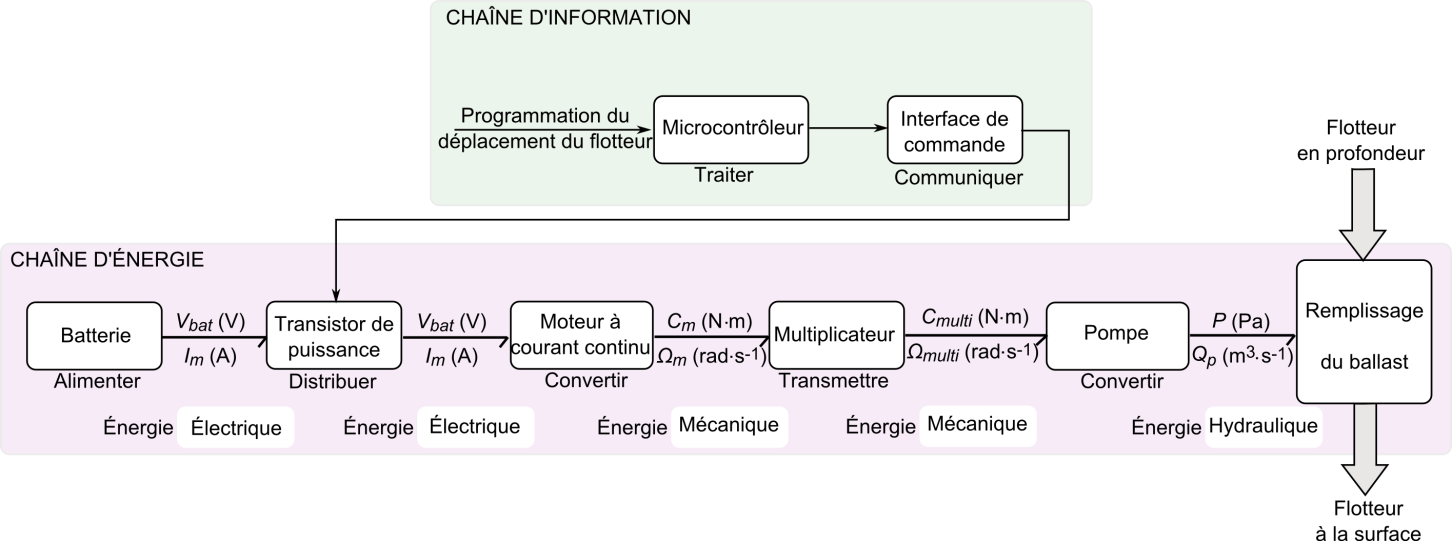 CHAÎNE D'INFORMATION
Programmation du
déplacement du flotteur
Microcontrôleur
Traiter
Interface de
commande
Communiquer
Flotteur
en profondeur
CHAÎNE D'ÉNERGIE
Batterie
Alimenter
V_bat (V)
I_m (A)
Transistor de
puissance
Distribuer
V_bat (V)
I_m (A)
Moteur à
courant continu
Convertir
C_m (N·m)
Ω_m (rad·s⁻¹)
Multiplicateur
Transmettre
C_multi (N·m)
Ω_multi (rad·s⁻¹)
Pompe
Convertir
P (Pa)
Q_p (m³·s⁻¹)
Remplissage
du ballast
Énergie Électrique
Énergie Électrique
Énergie Mécanique
Énergie Mécanique
Énergie Hydraulique
Flotteur
à la surface